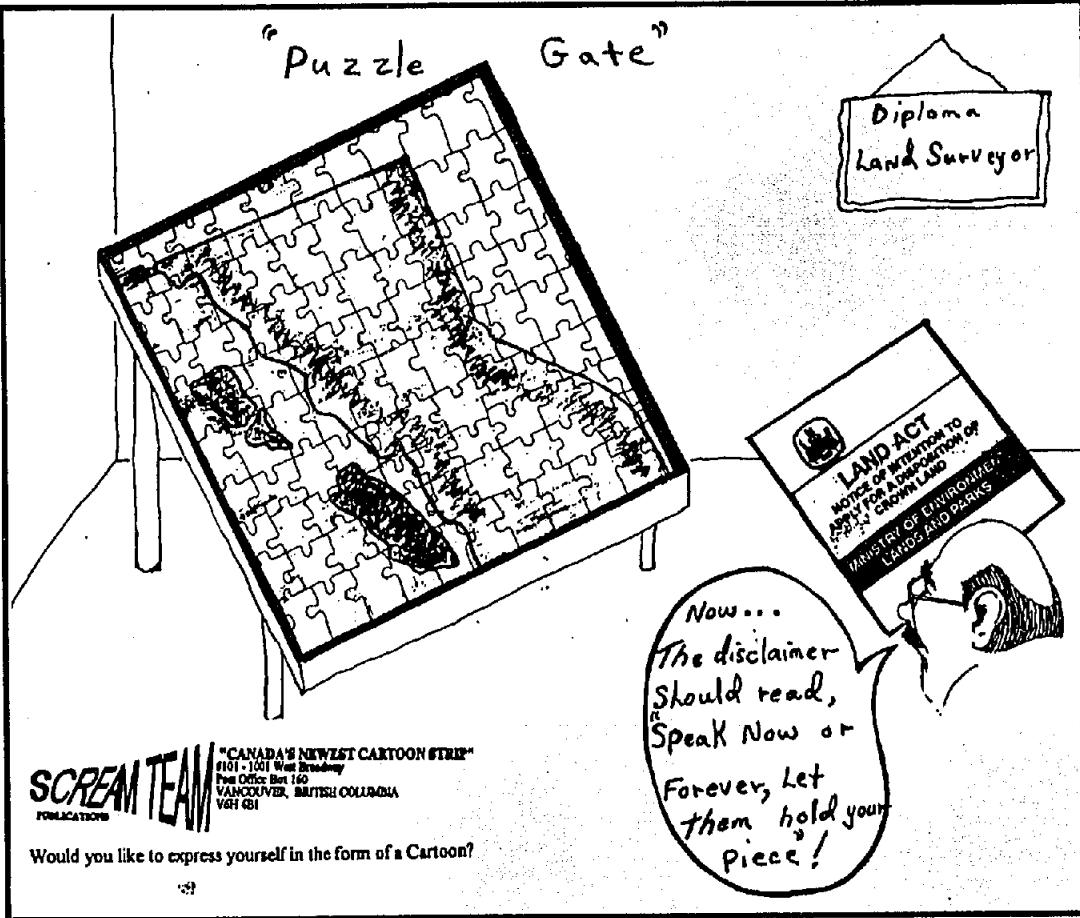 "Puzzle Gate"
Diploma
Land Surveyor
LAND ACT
NOTICE OF INTENTION TO
APPLY FOR A DISPOSITION OF
CROWN LAND
MINISTRY OF ENVIRONMENT
LANDS AND PARKS
Now...
The disclaimer
Should read,
"Speak Now or
Forever, Let
them hold your
piece"!
SCREAM TEAM
PUBLICATIONS
"CANADA'S NEWEST CARTOON STRIP"
#101 - 1001 West Broadway
Post Office Box 160
VANCOUVER, BRITISH COLUMBIA
V6H 4B1
Would you like to express yourself in the form of a Cartoon?